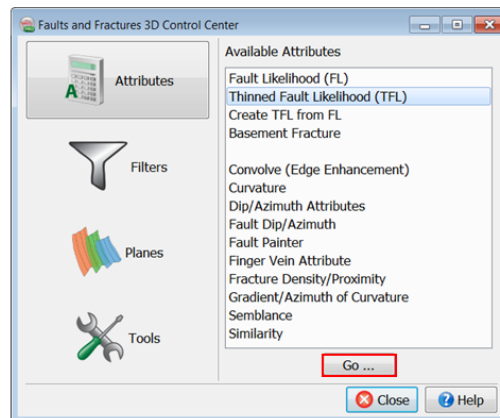 Faults and Fractures 3D Control Center
Attributes
Filters
Planes
Tools
Available Attributes
Fault Likelihood (FL)
Thinned Fault Likelihood (TFL)
Create TFL from FL
Basement Fracture
Convolve (Edge Enhancement)
Curvature
Dip/Azimuth Attributes
Fault Dip/Azimuth
Fault Painter
Finger Vein Attribute
Fracture Density/Proximity
Gradient/Azimuth of Curvature
Semblance
Similarity
Go ...
Close
Help